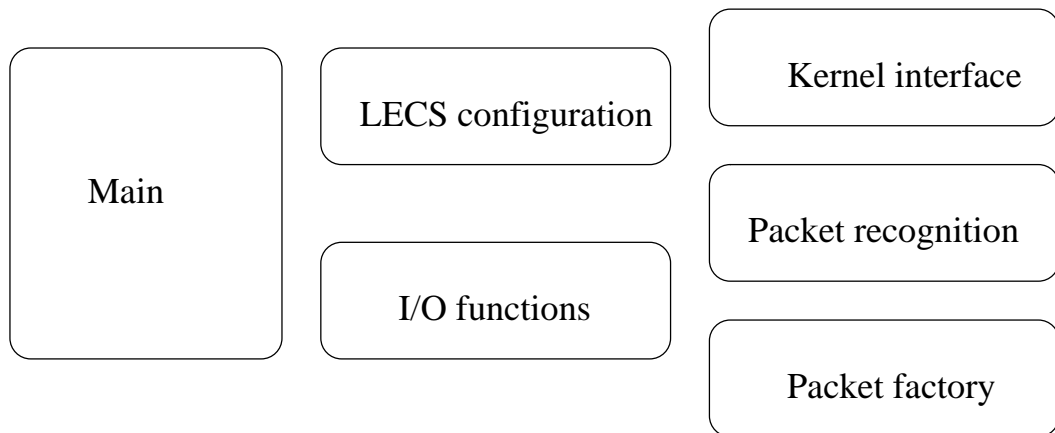 Main
LECS configuration
I/O functions
Kernel interface
Packet recognition
Packet factory